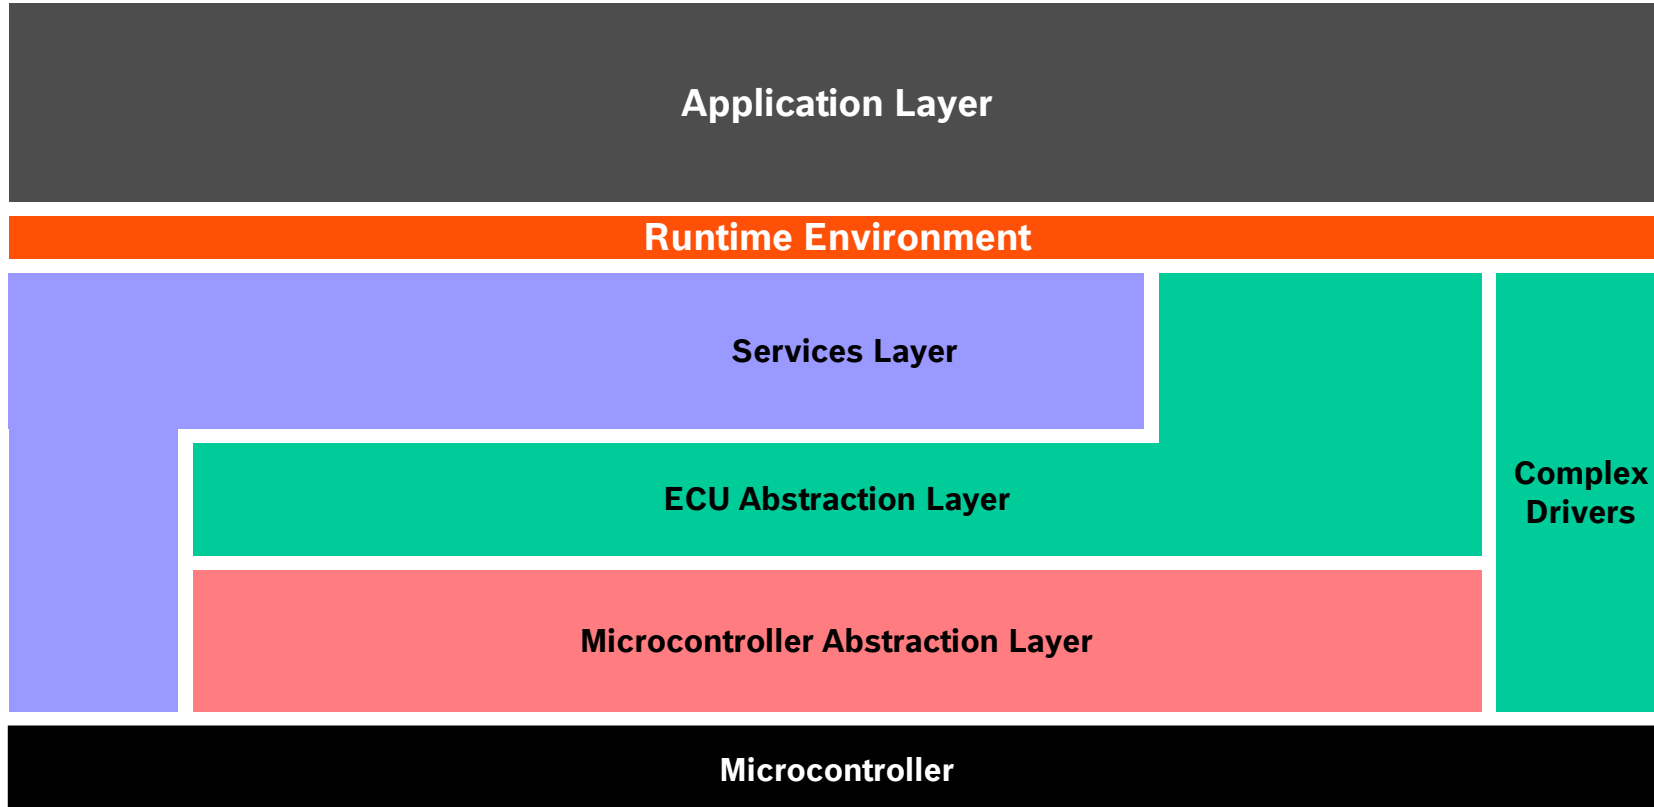 Application Layer
Runtime Environment
Services Layer
ECU Abstraction Layer
Complex
Drivers
Microcontroller Abstraction Layer
Microcontroller